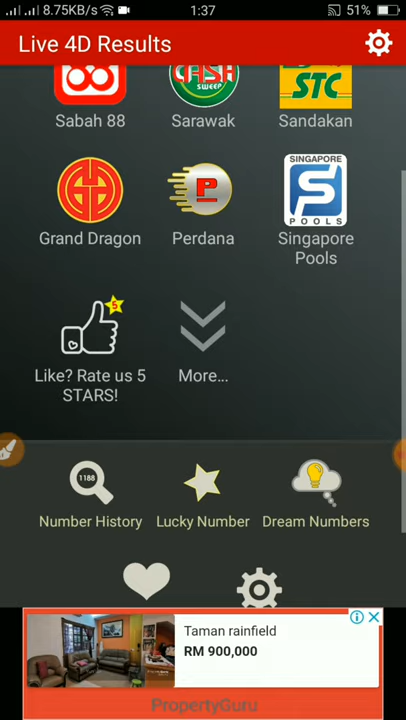 8.75KB/s
1:37
51%
Live 4D Results
CASH
SWEEP
STC
Sabah 88
Sarawak
Sandakan
SINGAPORE
P
POOLS
Grand Dragon
Perdana
Singapore
Pools
5
Like? Rate us 5
STARS!
More...
1188
Number History
Lucky Number
Dream Numbers
Taman rainfield
RM 900,000
PropertyGuru